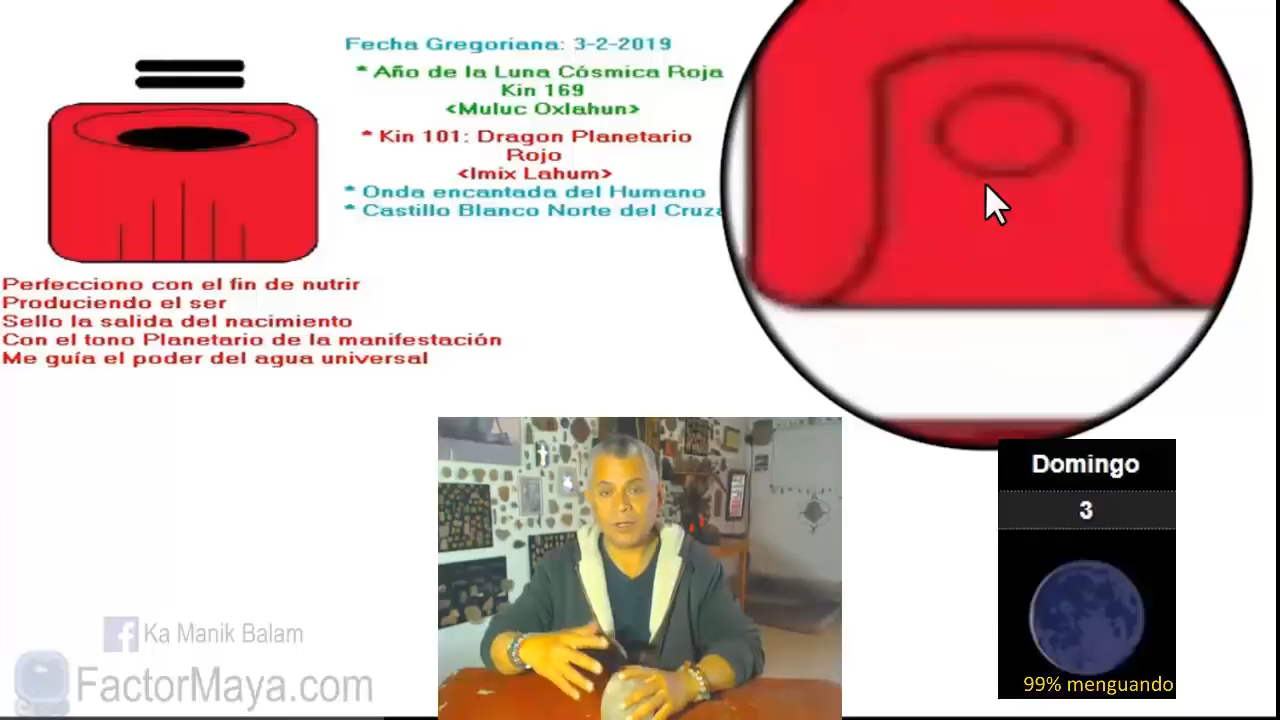 Fecha Gregoriana: 3-2-2019
* Año de la Luna Cósmica Roja
Kin 169
<Muluc Oxlahun>
* Kin 101: Dragon Planetario
Rojo
<Imix Lahum>
* Onda encantada del Humano
* Castillo Blanco Norte del
Perfecciono con el fin de nutrir
Produciendo el ser
Sello la salida del nacimiento
Con el tono Planetario de la manifestación
Me guía el poder del agua universal
Domingo
3
99% menguando
Ka Manik Balam
FactorMaya.com